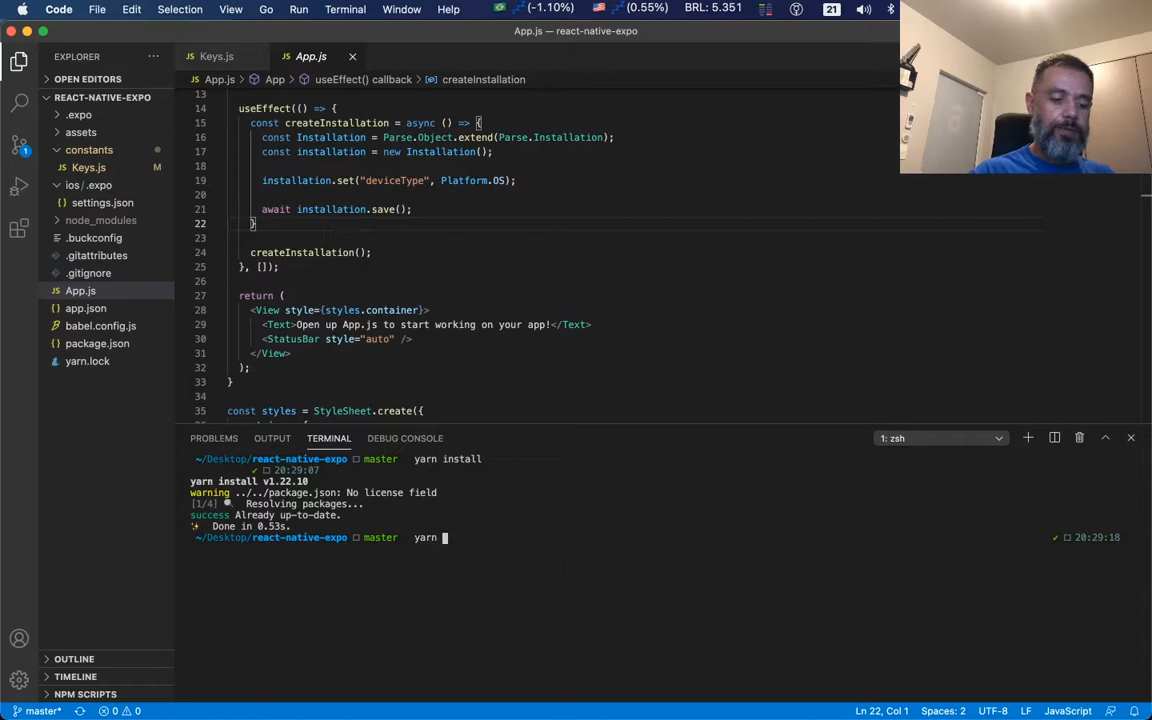 Code File Edit Selection View Go Run Terminal Window Help (-1.10%) (0.55%) BRL: 5.351 21
App.js — react-native-expo
EXPLORER
Keys.js
App.js
OPEN EDITORS
App.js > App > useEffect() callback > createInstallation
REACT-NATIVE-EXPO
.expo
assets
constants
Keys.js M
ios/.expo
settings.json
node_modules
.buckconfig
.gitattributes
.gitignore
App.js
app.json
babel.config.js
package.json
yarn.lock
OUTLINE
TIMELINE
NPM SCRIPTS
1
13
14 useEffect(() => {
15 const createInstallation = async () => {
16 const Installation = Parse.Object.extend(Parse.Installation);
17 const installation = new Installation();
18
19 installation.set("deviceType", Platform.OS);
20
21 await installation.save();
22 }
23
24 createInstallation();
25 }, []);
26
27 return (
28 <View style={styles.container}>
29 <Text>Open up App.js to start working on your app!</Text>
30 <StatusBar style="auto" />
31 </View>
32 );
33 }
34
35 const styles = StyleSheet.create({
PROBLEMS OUTPUT TERMINAL DEBUG CONSOLE 1: zsh
~/Desktop/react-native-expo master yarn install
✓ 20:29:07
yarn install v1.22.10
warning ../../package.json: No license field
[1/4] Resolving packages...
success Already up-to-date.
Done in 0.53s.
~/Desktop/react-native-expo master yarn ✓ 20:29:18
master* 0 0 Ln 22, Col 1 Spaces: 2 UTF-8 LF JavaScript